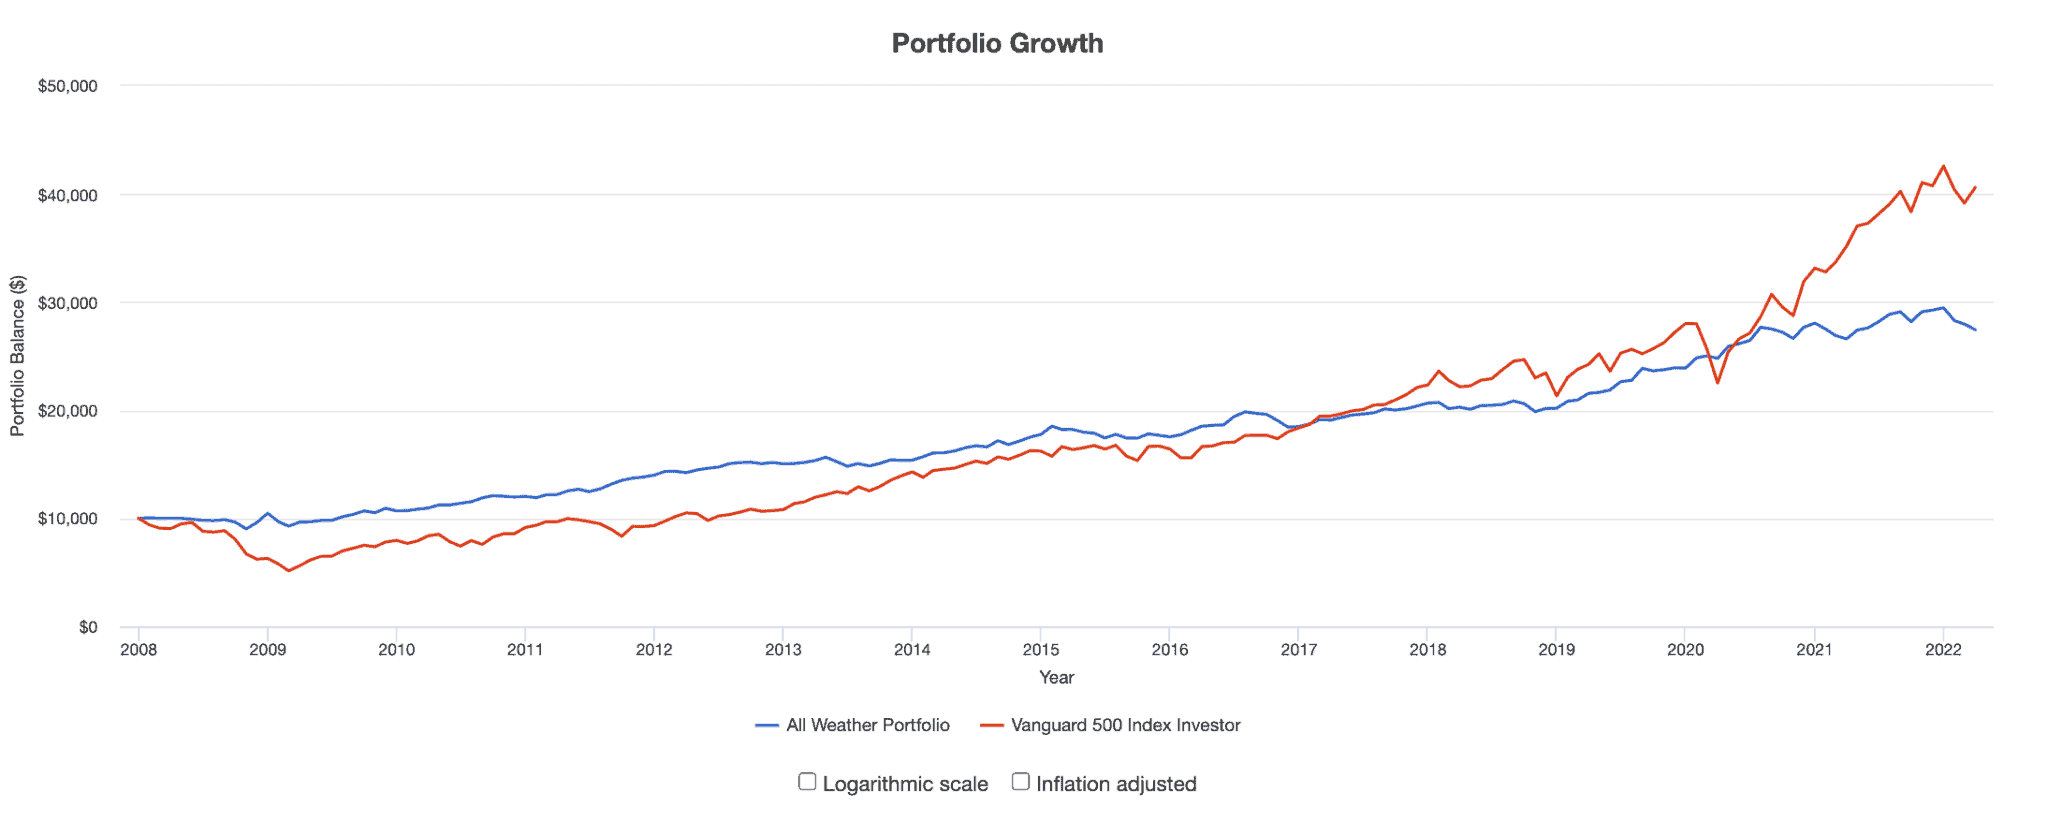 Portfolio Growth
$50,000
$40,000
$30,000
$20,000
$10,000
$0
Portfolio Balance ($)
2008 2009 2010 2011 2012 2013 2014 2015 2016 2017 2018 2019 2020 2021 2022
Year
All Weather Portfolio Vanguard 500 Index Investor
Logarithmic scale Inflation adjusted